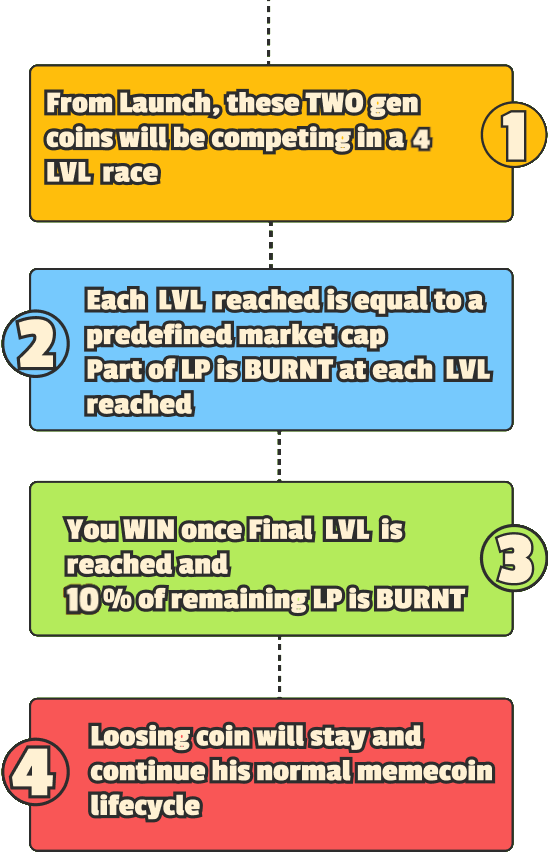 From Launch, these TWO gen
coins will be competing in a 4
LVL race
1
Each LVL reached is equal to a
predefined market cap
Part of LP is BURNT at each LVL
reached
2
You WIN once Final LVL is
reached and
10% of remaining LP is BURNT
3
Loosing coin will stay and
continue his normal memecoin
lifecycle
4